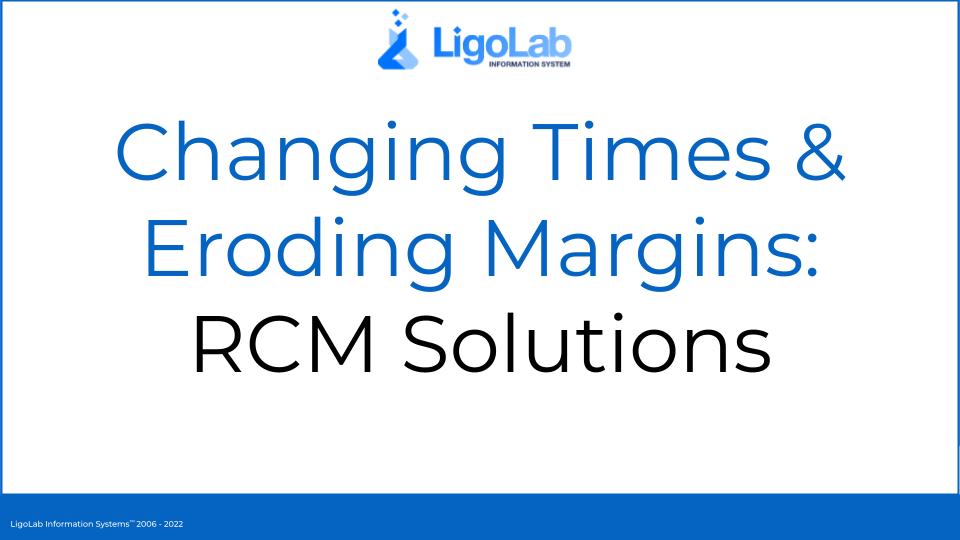 LigoLab
INFORMATION SYSTEM
Changing Times &
Eroding Margins:
RCM Solutions
LigoLab Information Systems™ 2006 - 2022